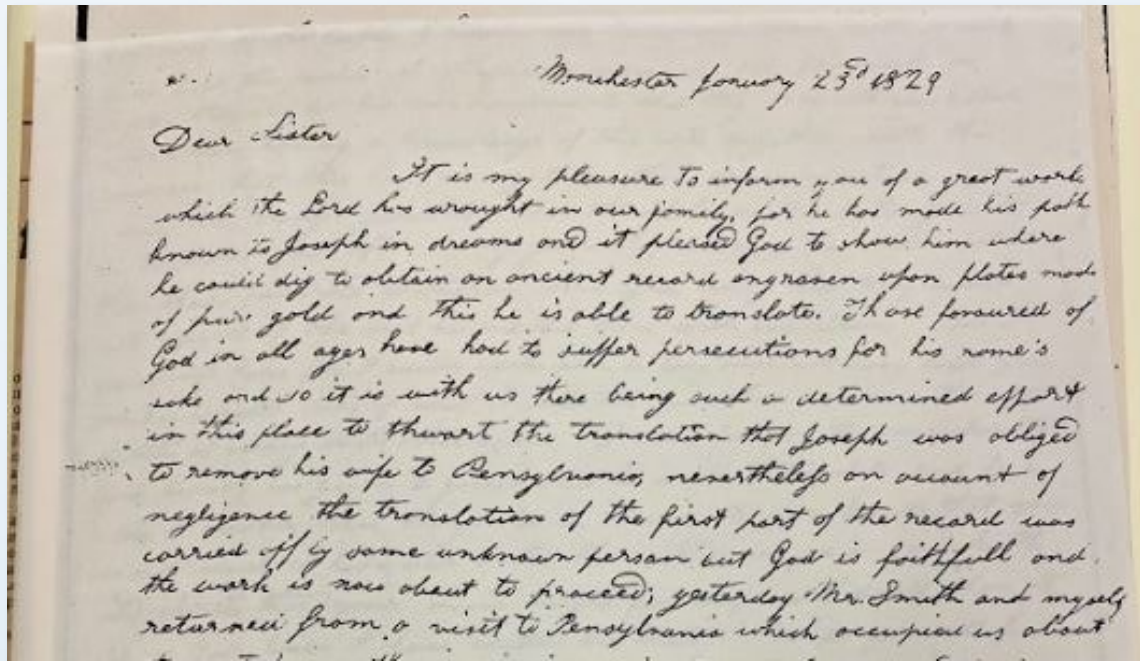 Manchester January 23d 1829
Dear Sister
It is my pleasure to inform you of a great work
which the Lord has wrought in our family, for he has made his path
known to Joseph in dreams and it pleased God to show him where
he could dig to obtain an ancient record engraven upon plates made
of pure gold and this he is able to translate. Those favoured of
God in all ages have had to suffer persecutions for his name's
sake and so it is with us there being such a determined effort
in this place to thwart the translation that Joseph was obliged
to remove his wife to Pensylvania, nevertheless on account of
negligence the translation of the first part of the record was
carried off by some unknown person but God is faithfull and
the work is now about to proceed; yesterday Mr. Smith and myself
returned from a visit to Pensylvania which occupied us about